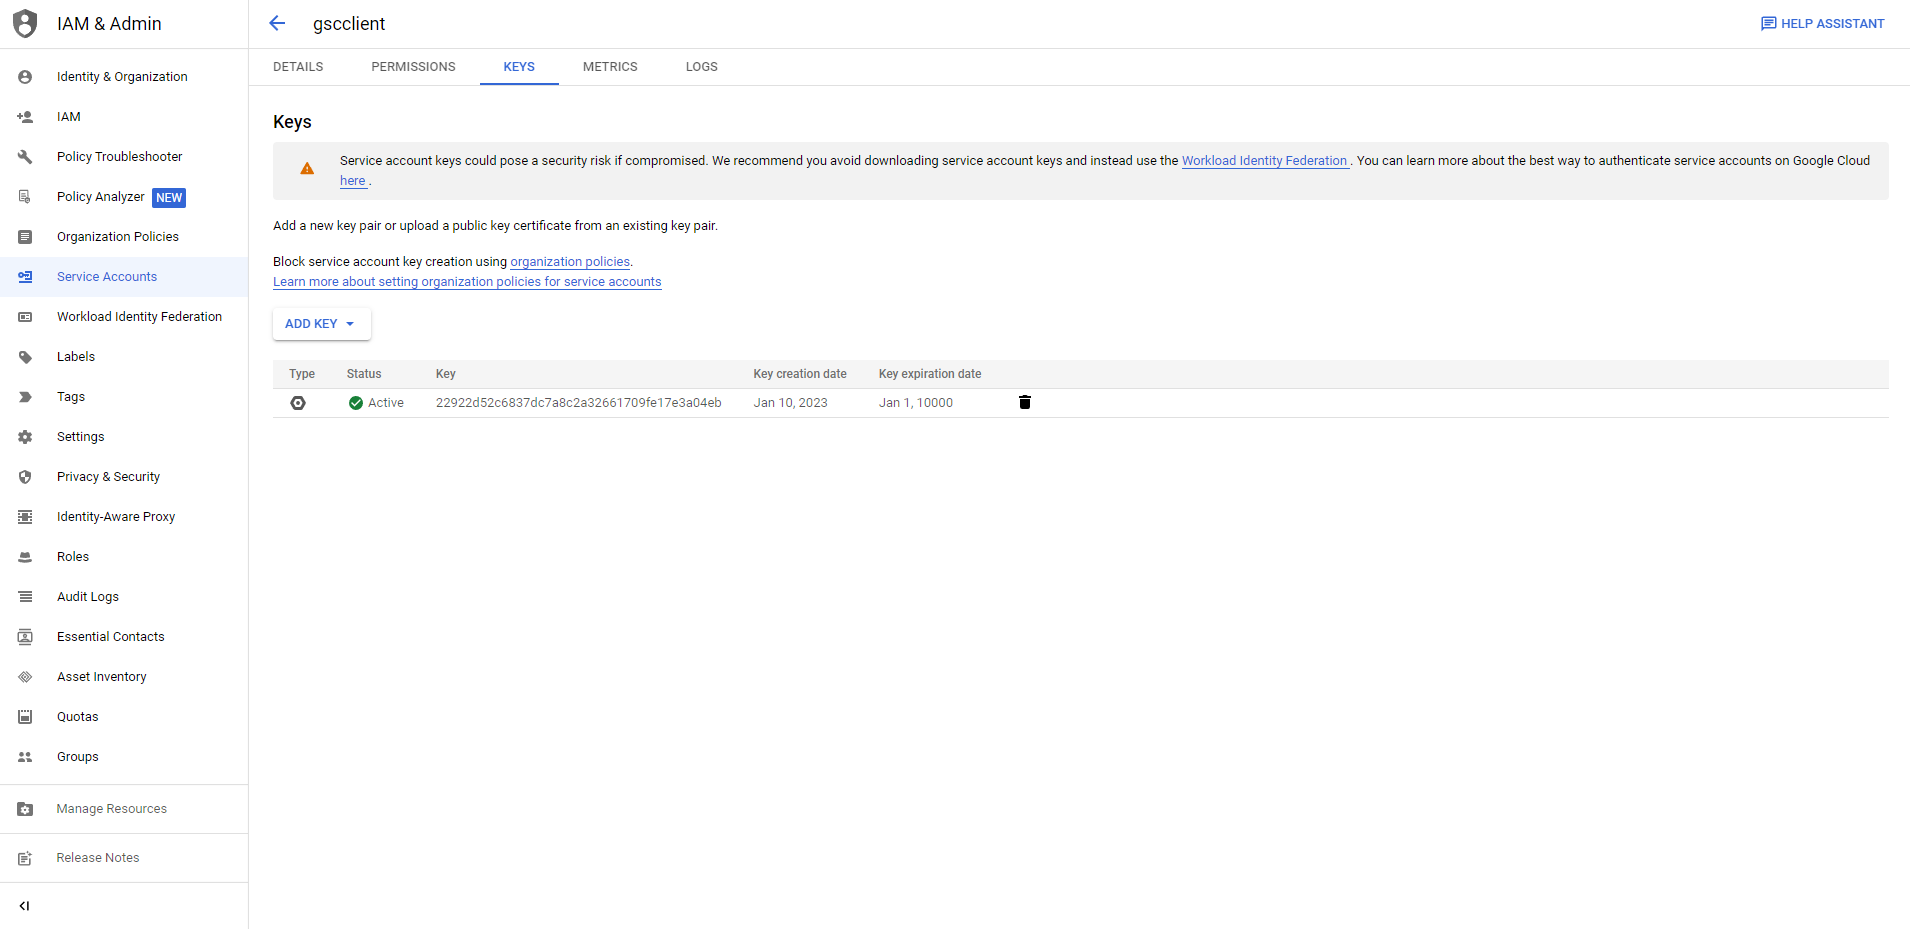 IAM & Admin
gscclient
HELP ASSISTANT
Identity & Organization
IAM
Policy Troubleshooter
Policy Analyzer NEW
Organization Policies
Service Accounts
Workload Identity Federation
Labels
Tags
Settings
Privacy & Security
Identity-Aware Proxy
Roles
Audit Logs
Essential Contacts
Asset Inventory
Quotas
Groups
Manage Resources
Release Notes
DETAILS PERMISSIONS KEYS METRICS LOGS
Keys
Service account keys could pose a security risk if compromised. We recommend you avoid downloading service account keys and instead use the Workload Identity Federation . You can learn more about the best way to authenticate service accounts on Google Cloud
here .
Add a new key pair or upload a public key certificate from an existing key pair.
Block service account key creation using organization policies.
Learn more about setting organization policies for service accounts
ADD KEY
Type Status Key Key creation date Key expiration date
Active 22922d52c6837dc7a8c2a32661709fe17e3a04eb Jan 10, 2023 Jan 1, 10000